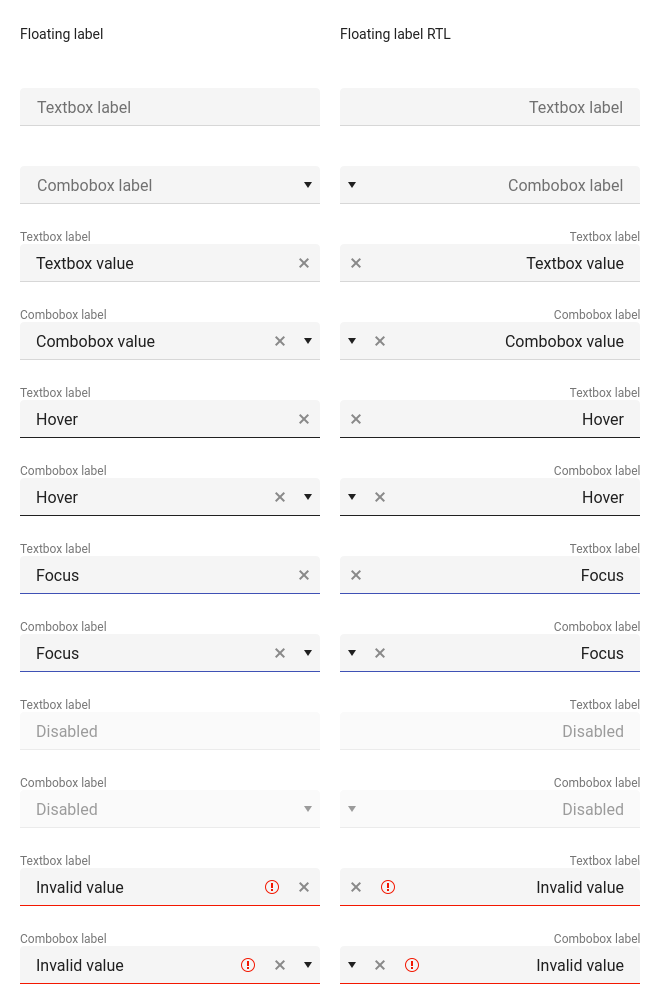 Floating label
Floating label RTL
Textbox label
Textbox label
Combobox label
Combobox label
Textbox label
Textbox label
Textbox value
Textbox value
Combobox label
Combobox label
Combobox value
Combobox value
Textbox label
Textbox label
Hover
Hover
Combobox label
Combobox label
Hover
Hover
Textbox label
Textbox label
Focus
Focus
Combobox label
Combobox label
Focus
Focus
Textbox label
Textbox label
Disabled
Disabled
Combobox label
Combobox label
Disabled
Disabled
Textbox label
Textbox label
Invalid value
Invalid value
Combobox label
Combobox label
Invalid value
Invalid value